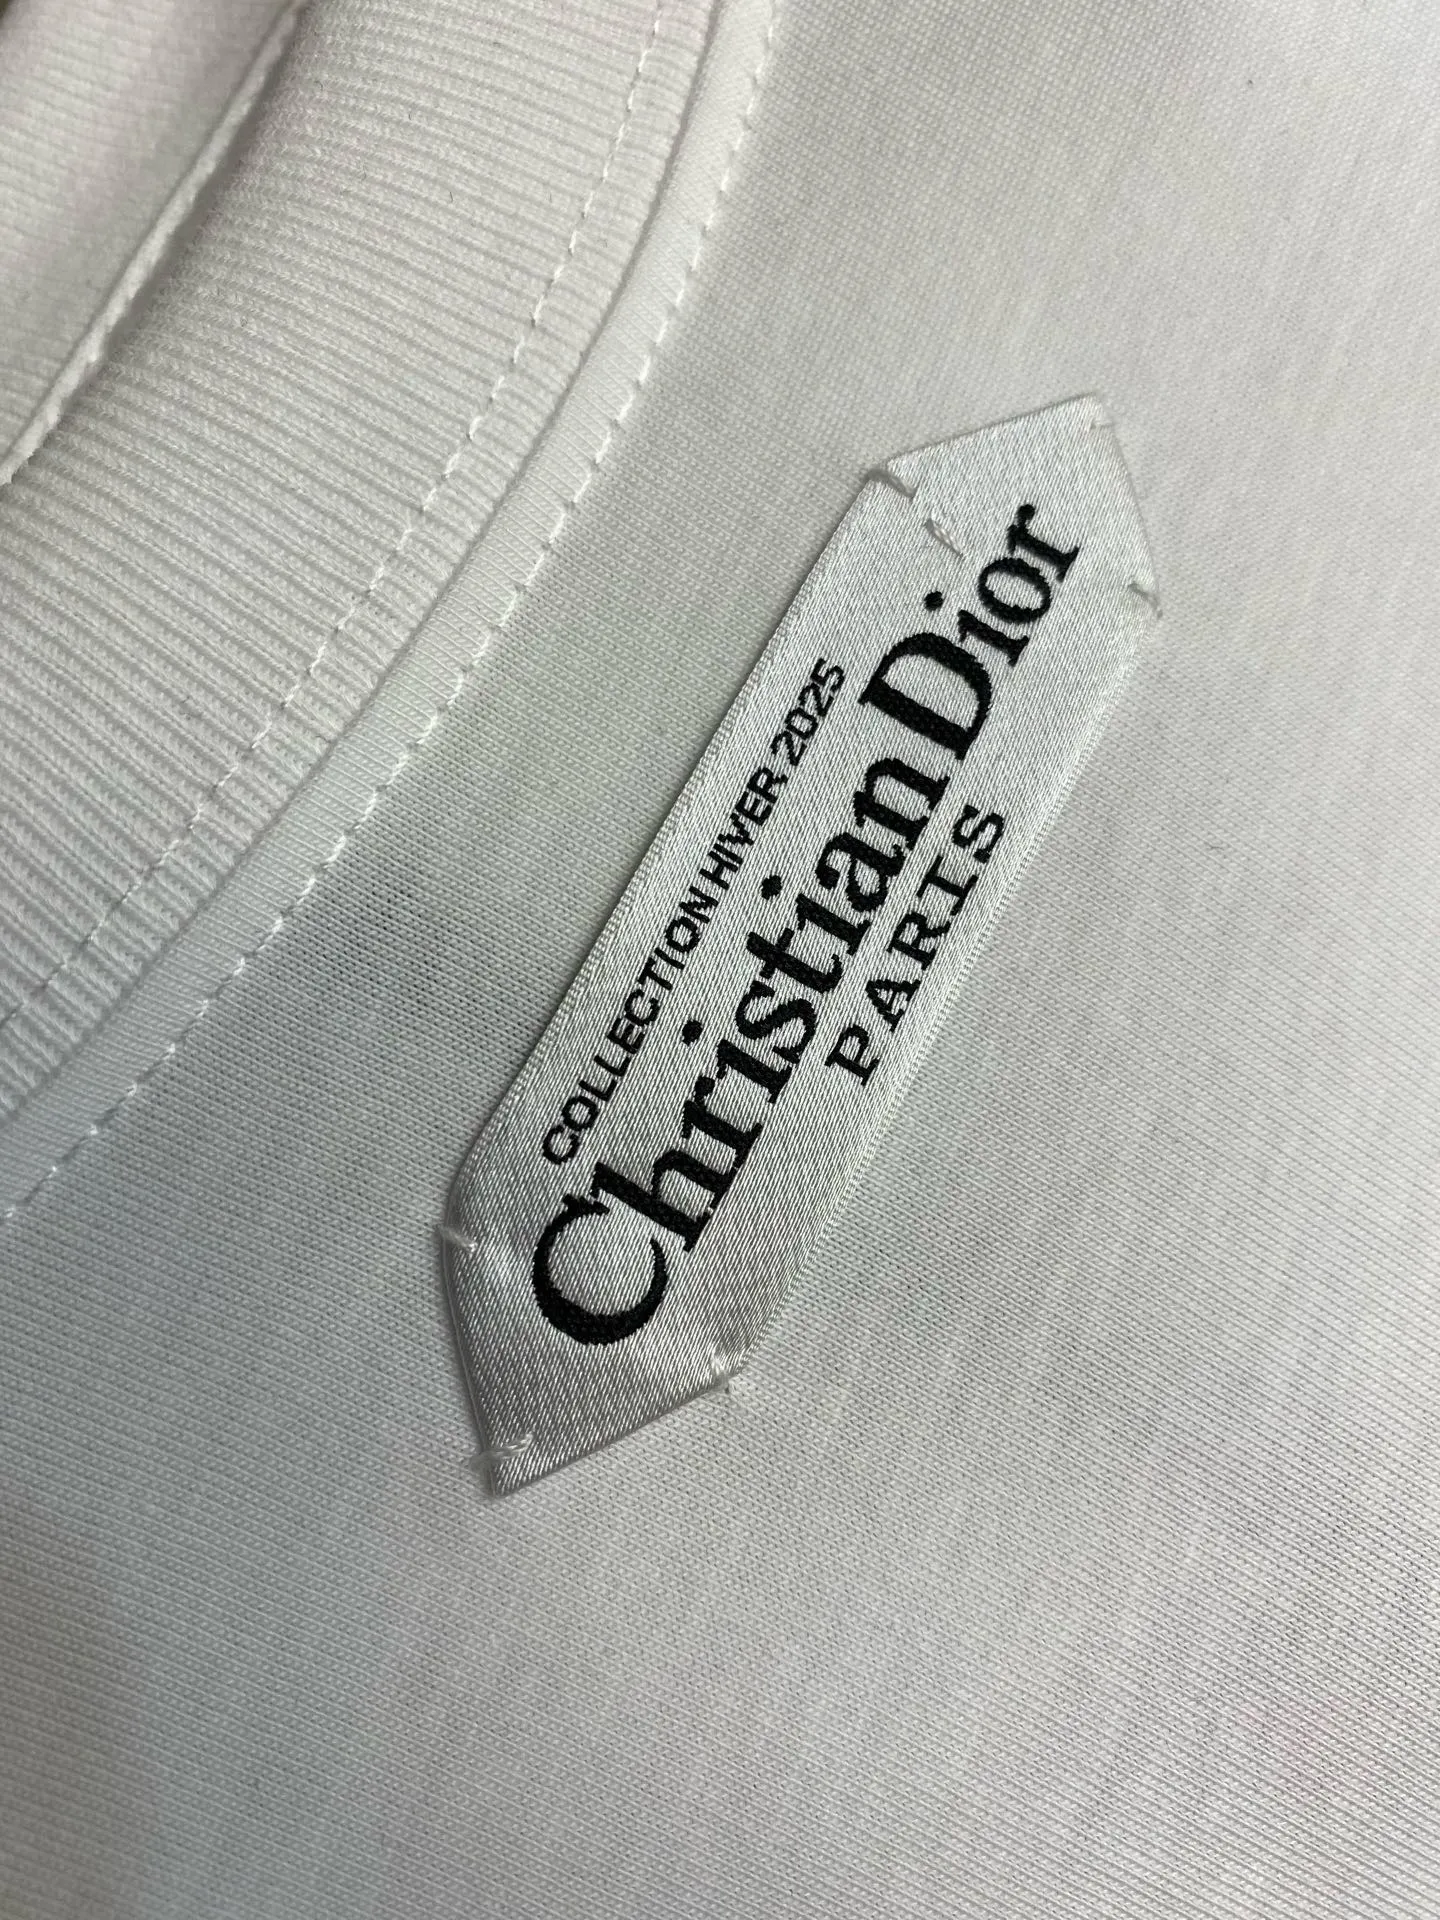 COLLECTION HIVER 2025
Christian Dior
PARIS